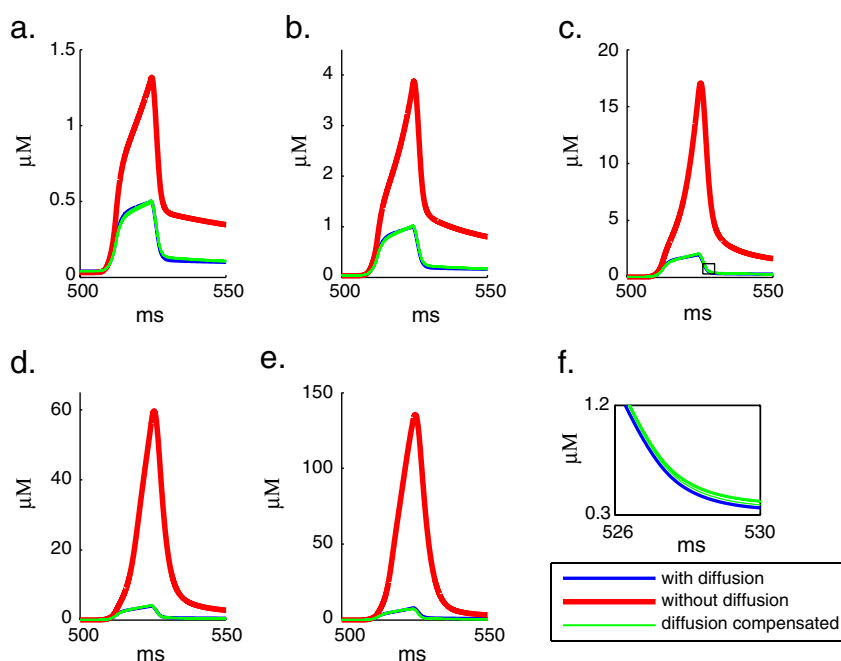 a.
1.5
1
0.5
0
μM
500
550
ms
b.
4
3
2
1
0
μM
500
550
ms
c.
20
15
10
5
0
μM
500
550
ms
d.
60
40
20
0
μM
500
550
ms
e.
150
100
50
0
μM
500
550
ms
f.
1.2
0.3
μM
526
530
ms
with diffusion
without diffusion
diffusion compensated